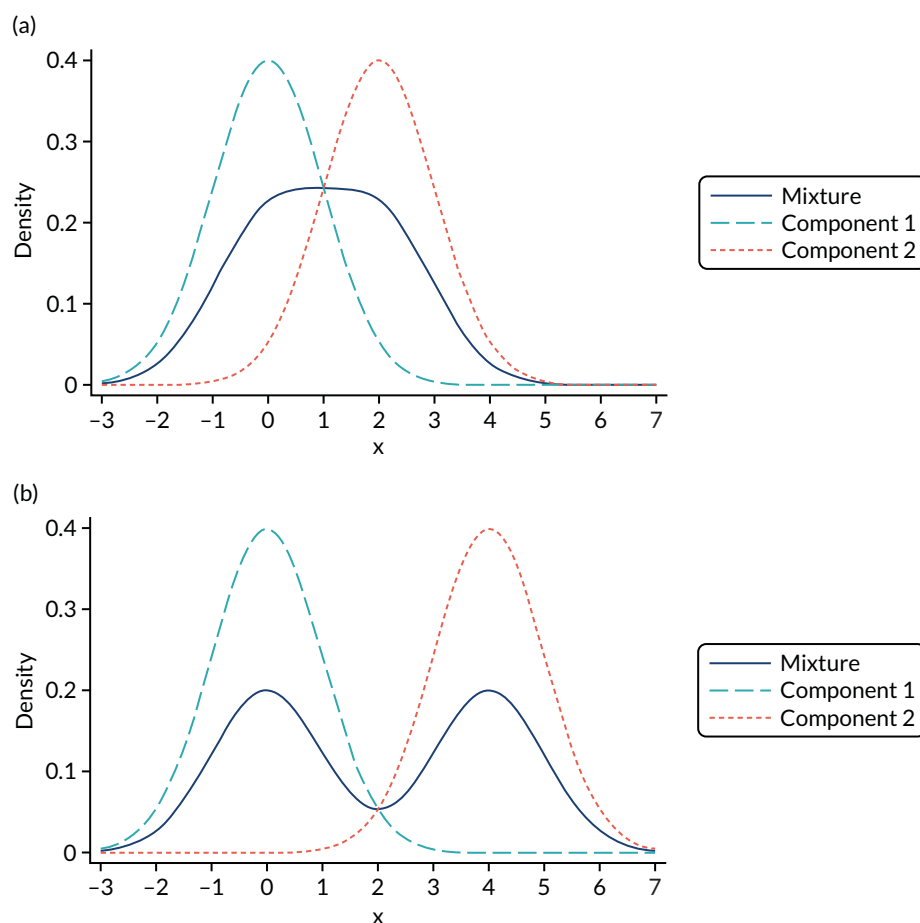 (a)
0.4
0.3
0.2
0.1
0
Density
–3 –2 –1 0 1 2 3 4 5 6 7
x
Mixture
Component 1
Component 2
(b)
0.4
0.3
0.2
0.1
0
Density
–3 –2 –1 0 1 2 3 4 5 6 7
x
Mixture
Component 1
Component 2